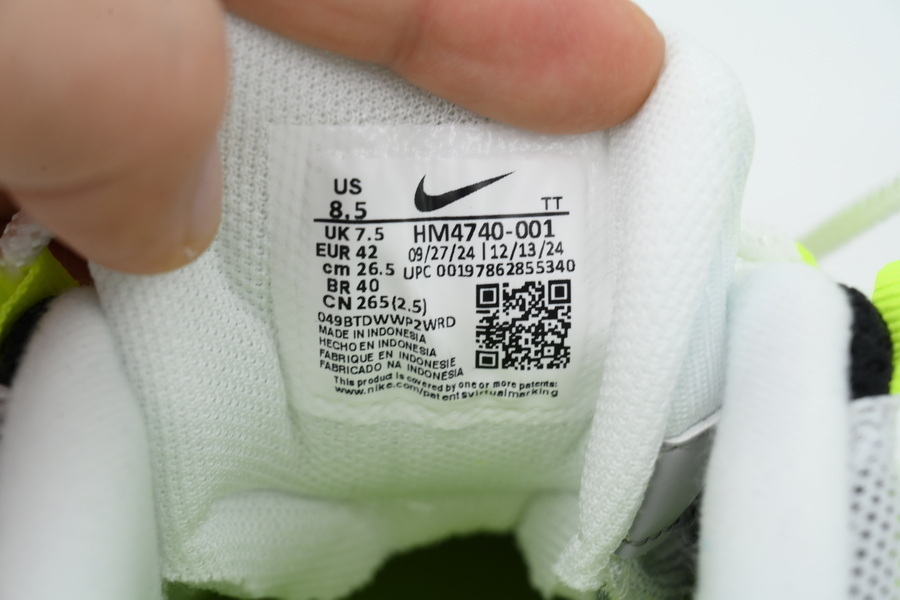 US
8.5
TT
UK 7.5
HM4740-001
EUR 42
09/27/24 | 12/13/24
cm 26.5
UPC 00197862855340
BR 40
CN 265(2.5)
049BTDWWP2WRD
MADE IN INDONESIA
HECHO EN INDONESIA
FABRIQUE EN INDONESIE
FABRICADO NA INDONESIA
This product is covered by one or more patents:
www.nike.com/patentsvirtualmarking